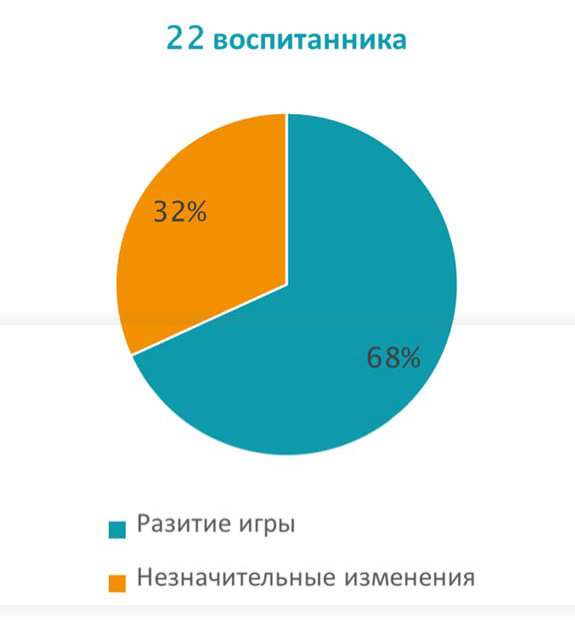 22 воспитанника
32%
68%
Разитие игры
Незначительные изменения